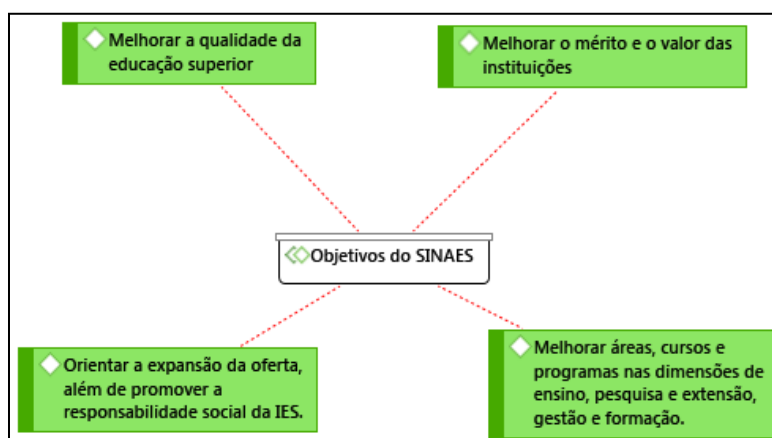 Melhorar a qualidade da
educação superior
Melhorar o mérito e o valor das
instituições
Objetivos do SINAES
Orientar a expansão da oferta,
além de promover a
responsabilidade social da IES.
Melhorar áreas, cursos e
programas nas dimensões de
ensino, pesquisa e extensão,
gestão e formação.